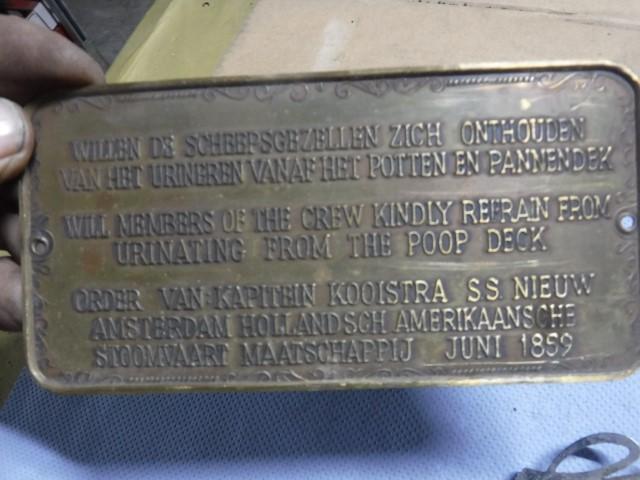 WILLEN DE SCHEEPSGEZELLEN ZICH ONTHOUDEN
VAN HET URINEREN VANAF HET POTTEN EN PANNENDEK
WILL MEMBERS OF THE CREW KINDLY REFRAIN FROM
URINATING FROM THE POOP DECK
ORDER VAN KAPITEIN KOOISTRA S.S. NIEUW
AMSTERDAM HOLLANDSCH AMERIKAANSCHE
STOOMVAART MAATSCHAPPIJ JUNI 1859